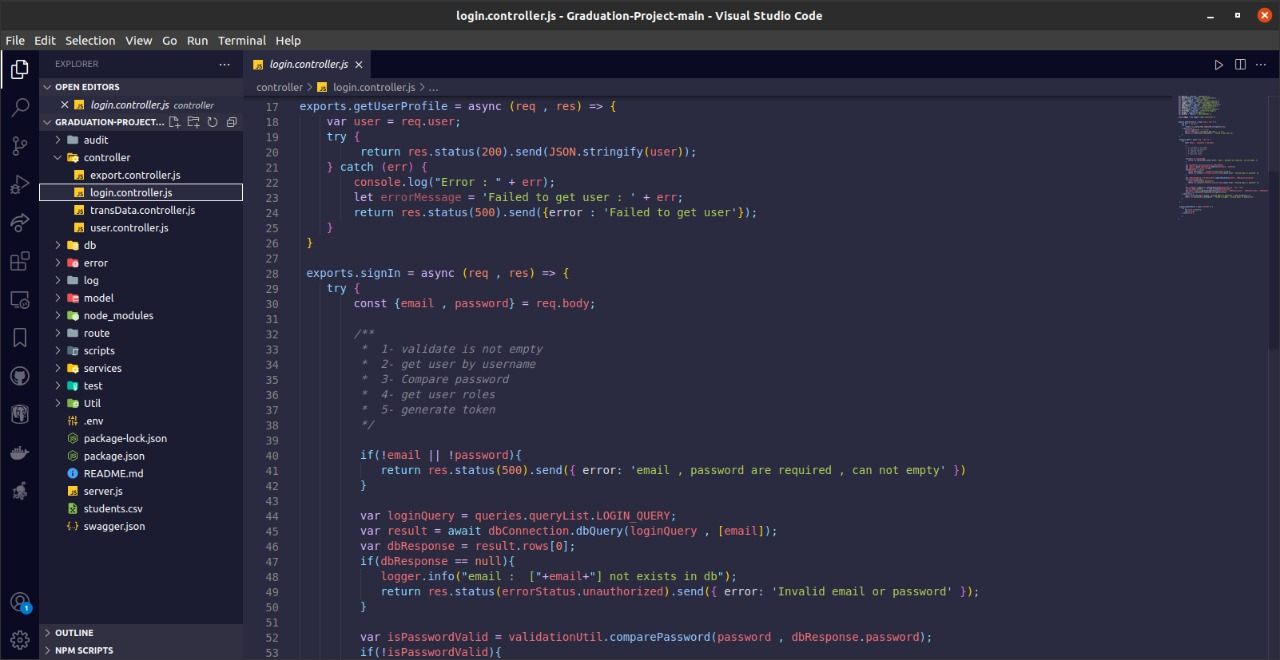 login.controller.js - Graduation-Project-main - Visual Studio Code
File Edit Selection View Go Run Terminal Help
EXPLORER
OPEN EDITORS
login.controller.js controller
GRADUATION-PROJECT...
audit
controller
export.controller.js
login.controller.js
transData.controller.js
user.controller.js
db
error
log
model
node_modules
route
scripts
services
test
Util
.env
package-lock.json
package.json
README.md
server.js
students.csv
swagger.json
OUTLINE
NPM SCRIPTS
1
login.controller.js
controller > login.controller.js > ...
17 exports.getUserProfile = async (req , res) => {
18 var user = req.user;
19 try {
20 return res.status(200).send(JSON.stringify(user));
21 } catch (err) {
22 console.log("Error : " + err);
23 let errorMessage = 'Failed to get user : ' + err;
24 return res.status(500).send({error : 'Failed to get user'});
25 }
26 }
27
28 exports.signIn = async (req , res) => {
29 try {
30 const {email , password} = req.body;
31
32 /**
33 * 1- validate is not empty
34 * 2- get user by username
35 * 3- Compare password
36 * 4- get user roles
37 * 5- generate token
38 */
39
40 if(!email || !password){
41 return res.status(500).send({ error: 'email , password are required , can not empty' })
42 }
43
44 var loginQuery = queries.queryList.LOGIN_QUERY;
45 var result = await dbConnection.dbQuery(loginQuery , [email]);
46 var dbResponse = result.rows[0];
47 if(dbResponse == null){
48 logger.info("email :  ["+email+"] not exists in db");
49 return res.status(errorStatus.unauthorized).send({ error: 'Invalid email or password' });
50 }
51
52 var isPasswordValid = validationUtil.comparePassword(password , dbResponse.password);
53 if(!isPasswordValid){